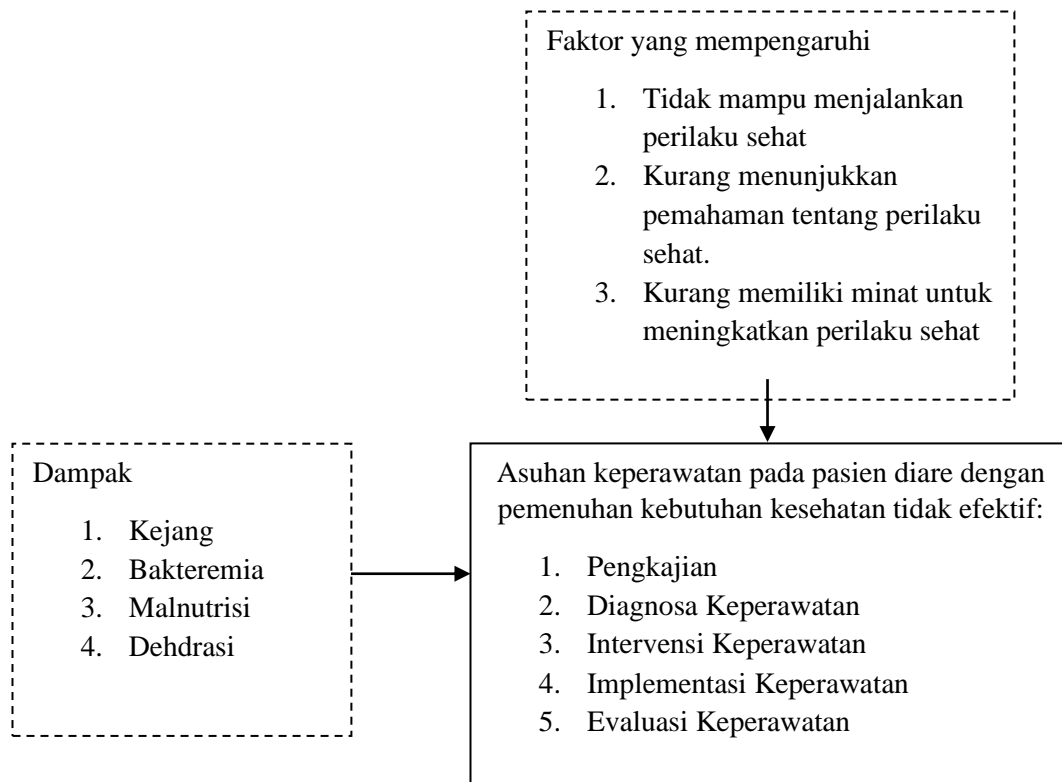 Faktor yang mempengaruhi
1. Tidak mampu menjalankan
perilaku sehat
2. Kurang menunjukkan
pemahaman tentang perilaku
sehat.
3. Kurang memiliki minat untuk
meningkatkan perilaku sehat
Dampak
1. Kejang
2. Bakteremia
3. Malnutrisi
4. Dehdrasi
Asuhan keperawatan pada pasien diare dengan
pemenuhan kebutuhan kesehatan tidak efektif:
1. Pengkajian
2. Diagnosa Keperawatan
3. Intervensi Keperawatan
4. Implementasi Keperawatan
5. Evaluasi Keperawatan